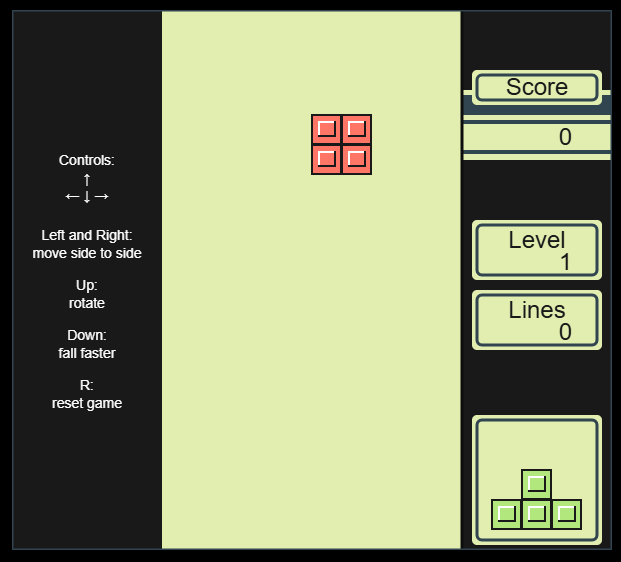 Controls:
↑
←↓→
Left and Right:
move side to side
Up:
rotate
Down:
fall faster
R:
reset game
Score
0
Level
1
Lines
0